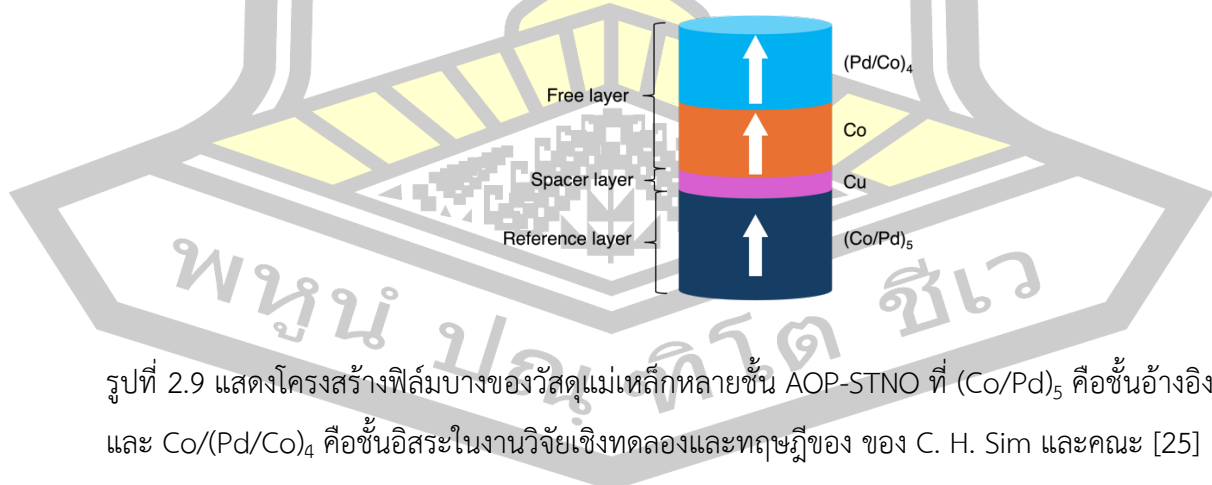 (Pd/Co)₄
Free layer
Co
Spacer layer
Cu
Reference layer
(Co/Pd)₅
พหูนํ ปณฺฑิโต ชีเว
รูปที่ 2.9 แสดงโครงสร้างฟิล์มบางของวัสดุแม่เหล็กหลายชั้น AOP-STNO ที่ (Co/Pd)₅ คือชั้นอ้างอิง
และ Co/(Pd/Co)₄ คือชั้นอิสระในงานวิจัยเชิงทดลองและทฤษฎีของ ของ C. H. Sim และคณะ [25]